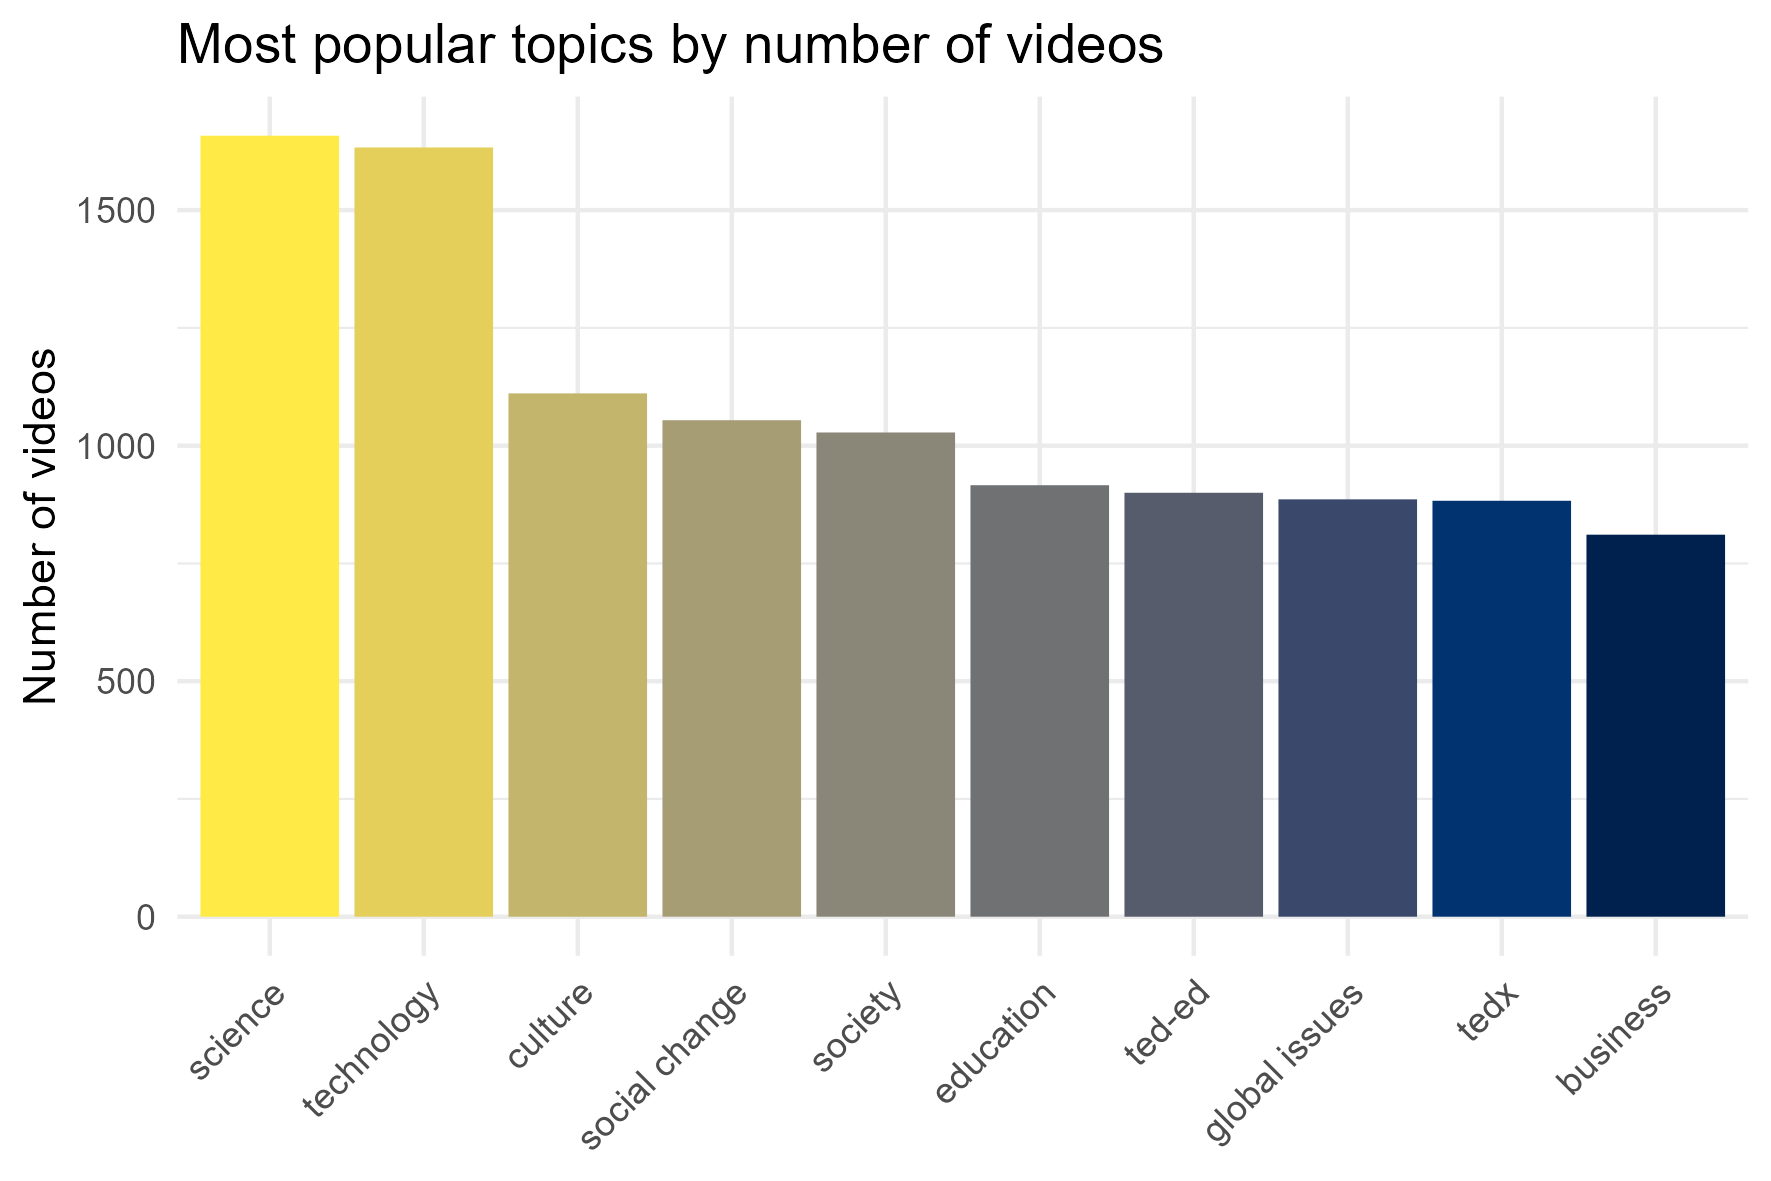 Most popular topics by number of videos
Number of videos
1500
1000
500
0
science
technology
culture
social change
society
education
ted-ed
global issues
tedx
business